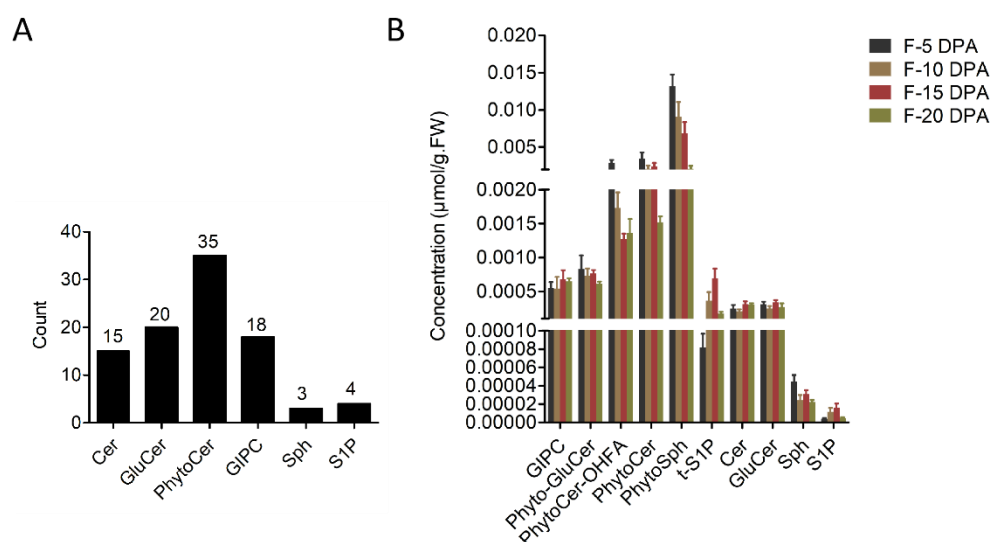 A
Count
40
30
20
10
0
15
20
35
18
3
4
Cer
GluCer
PhytoCer
GIPC
Sph
S1P
B
Concentration (μmol/g.FW)
0.020
0.015
0.010
0.005
0.0020
0.0015
0.0010
0.0005
0.00010
0.00008
0.00006
0.00004
0.00002
0.00000
GIPC
Phyto-GluCer
PhytoCer-OHFA
PhytoCer
PhytoSph
t-S1P
Cer
GluCer
Sph
S1P
F-5 DPA
F-10 DPA
F-15 DPA
F-20 DPA